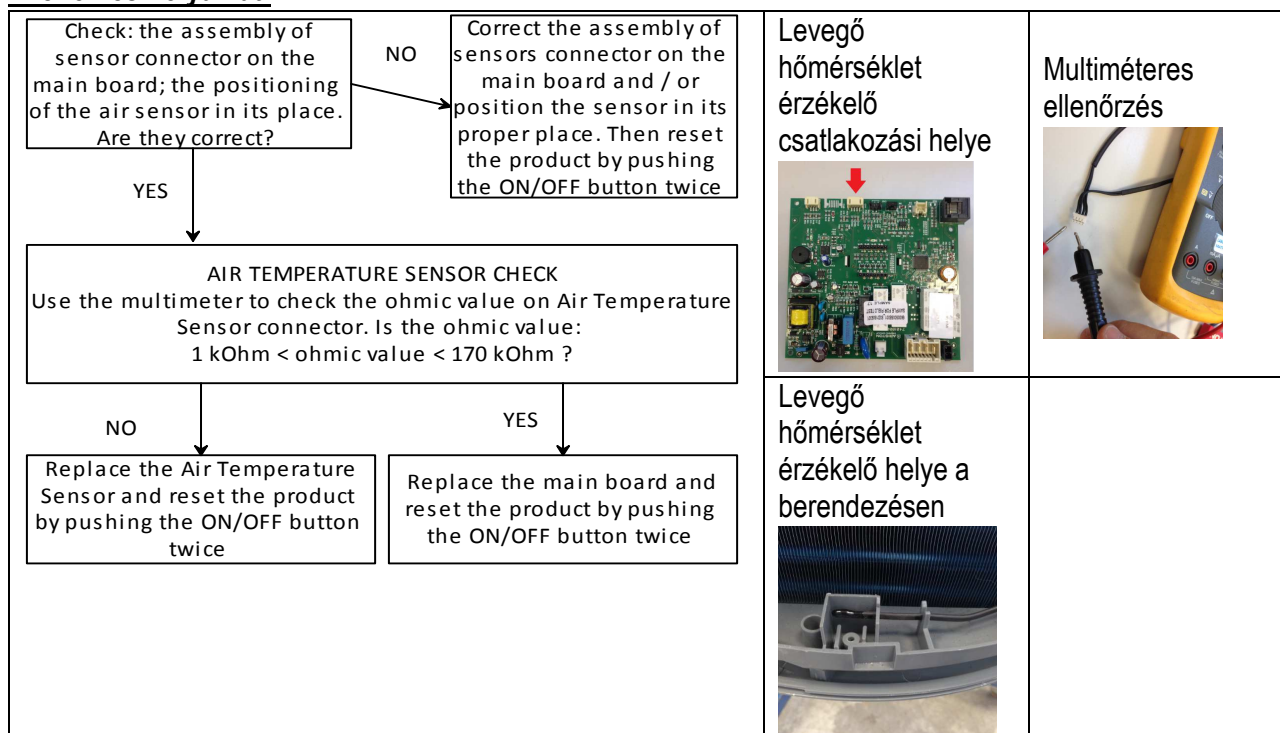 Check: the assembly of
sensor connector on the
main board; the positioning
of the air sensor in its place.
Are they correct?
NO
Correct the assembly of
sensors connector on the
main board and / or
position the sensor in its
proper place. Then reset
the product by pushing
the ON/OFF button twice
YES
AIR TEMPERATURE SENSOR CHECK
Use the multimeter to check the ohmic value on Air Temperature
Sensor connector. Is the ohmic value:
1 kOhm < ohmic value < 170 kOhm ?
NO
YES
Replace the Air Temperature
Sensor and reset the product
by pushing the ON/OFF button
twice
Replace the main board and
reset the product by pushing
the ON/OFF button twice
Levegő
hőmérséklet
érzékelő
csatlakozási helye
Multiméteres
ellenőrzés
OFF
Levegő
hőmérséklet
érzékelő helye a
berendezésen